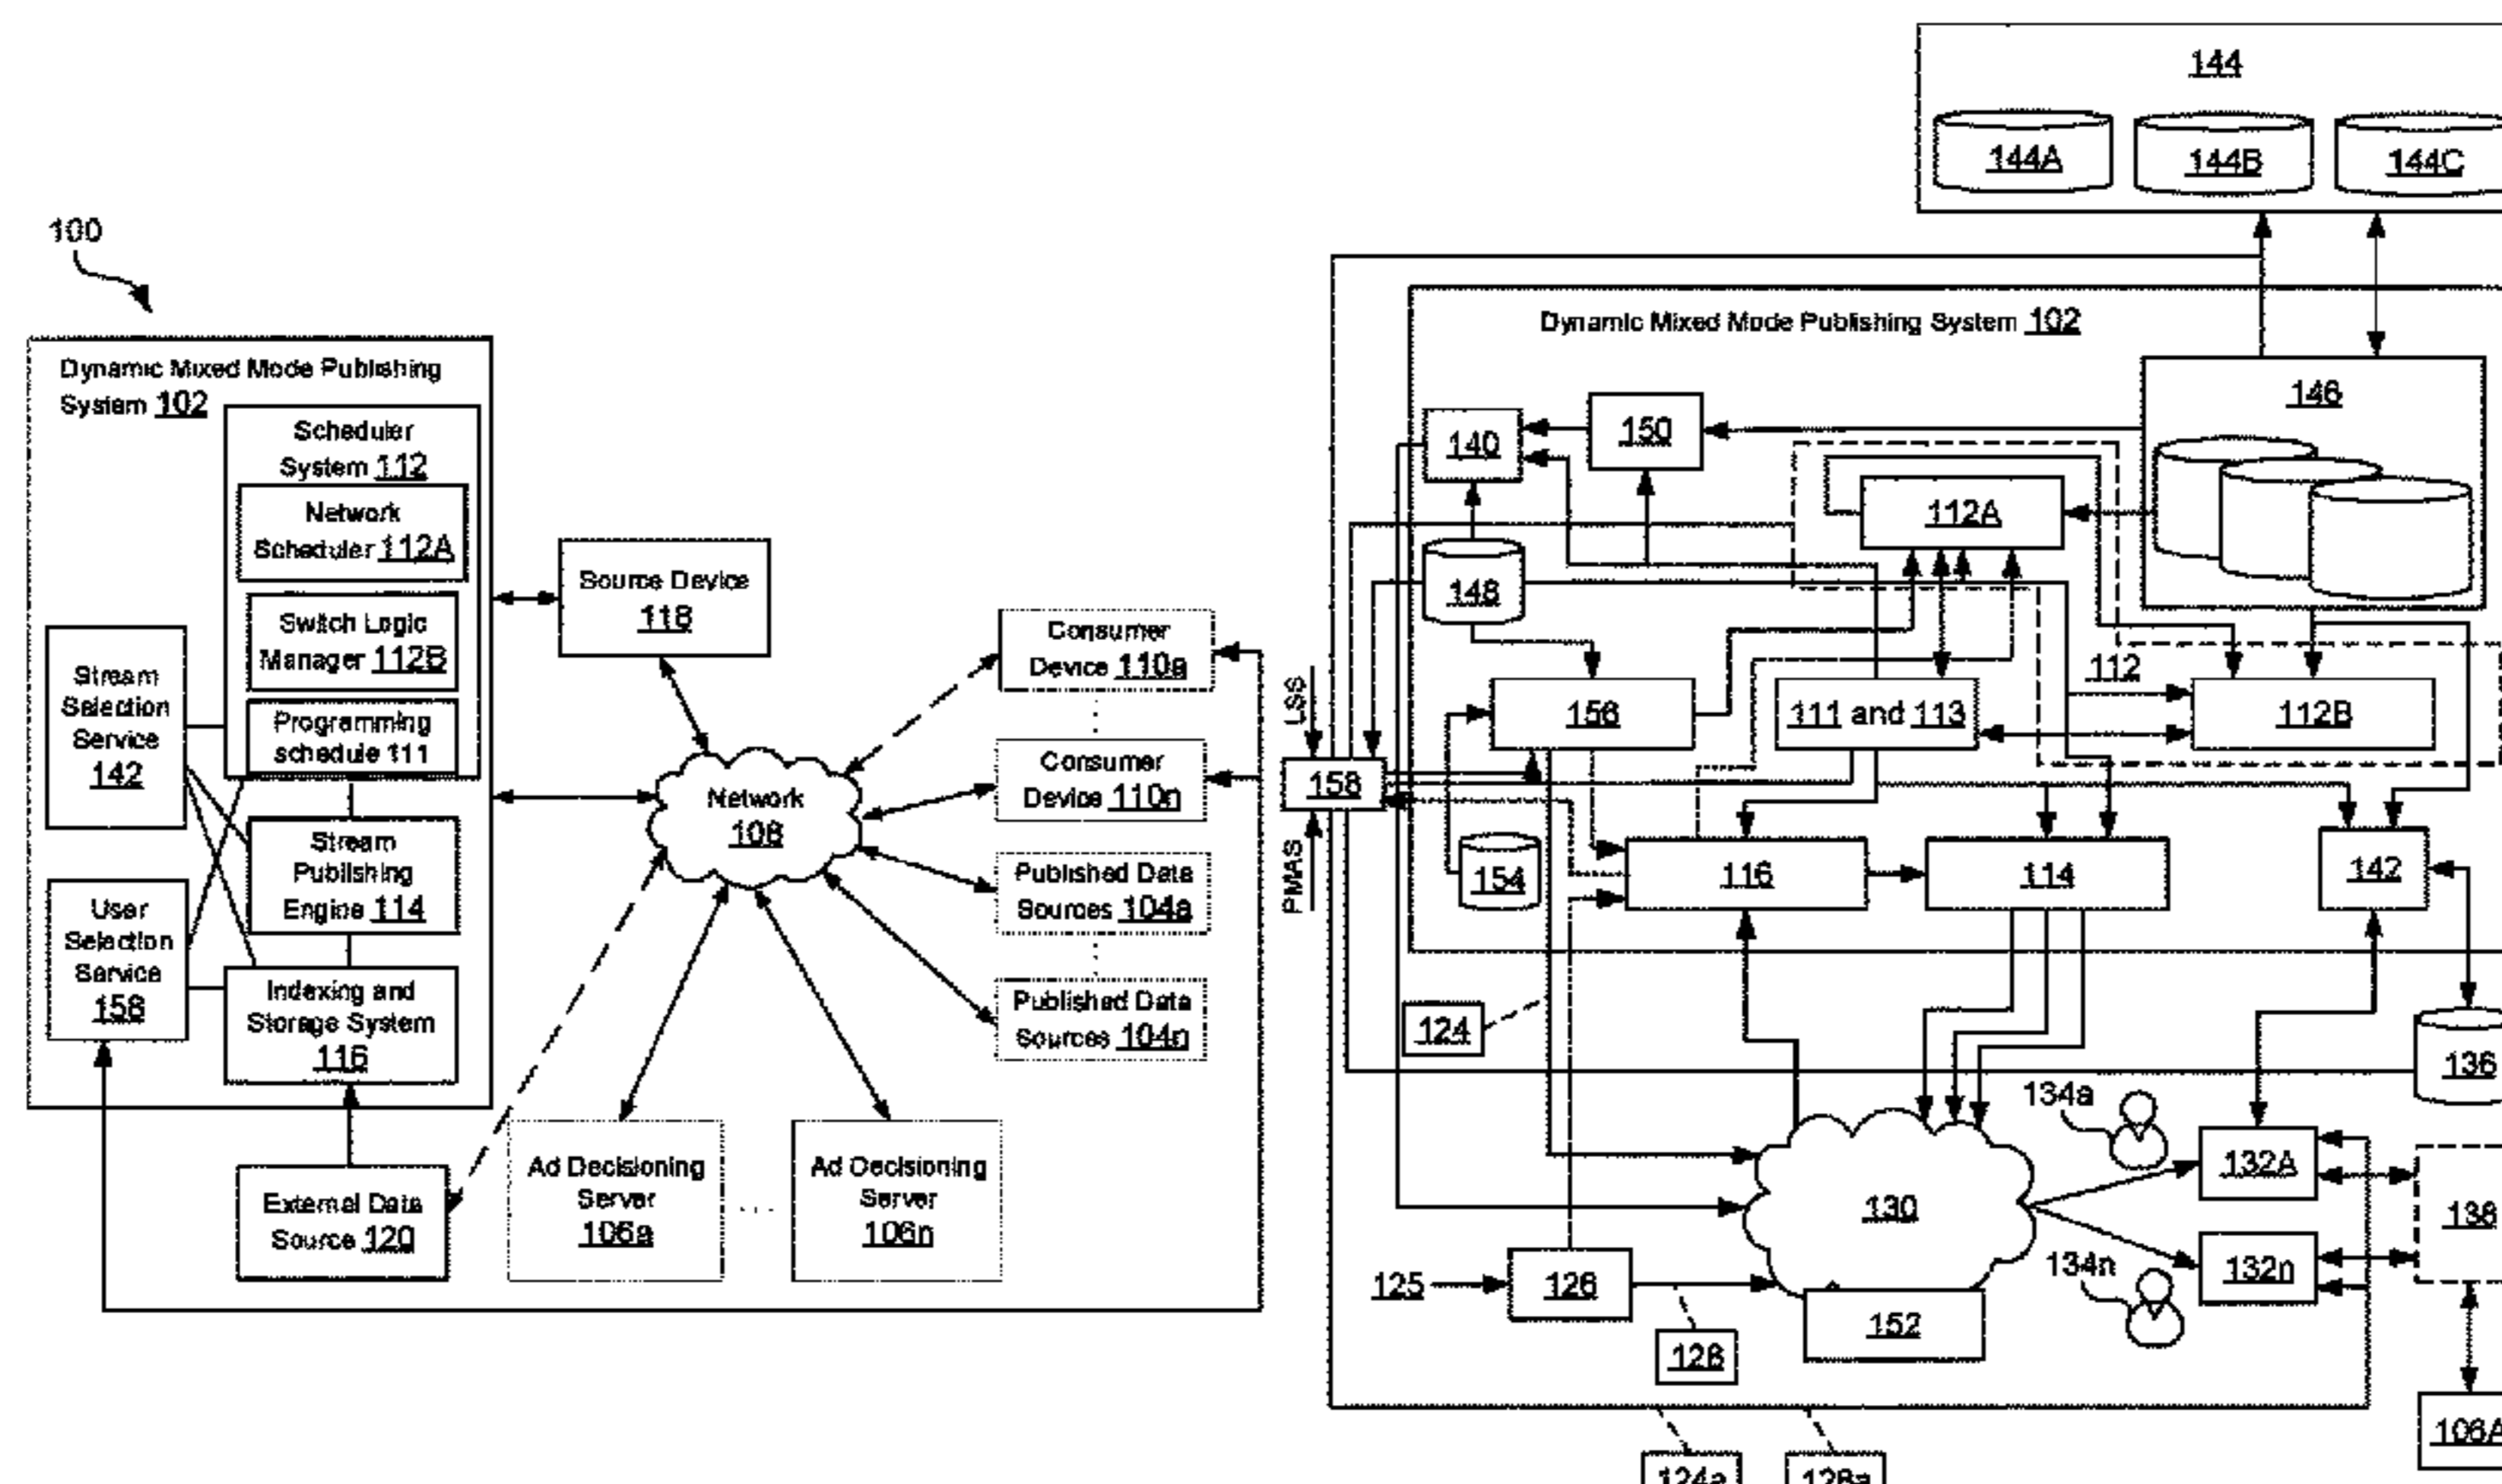 100
Dynamic Mixed Mode Publishing
System 102
Scheduler
System 112
Network
Scheduler 112A
Switch Logic
Manager 112B
Programming
schedule 111
Stream
Selection
Service
142
Stream
Publishing
Engine 114
User
Selection
Service
158
Indexing and
Storage System
116
External Data
Source 120
Source Device
118
Network
108
Consumer
Device 110a
Consumer
Device 110n
Published Data
Sources 104a
Published Data
Sources 104n
Ad Decisioning
Server
106a
...
Ad Decisioning
Server
106n
144
144A
144B
144C
Dynamic Mixed Mode Publishing System 102
146
140
150
112A
148
112
156
111 and 113
112B
LSS
158
PMAS
154
116
114
142
124
136
134a
132A
130
138
134n
132n
125
126
152
128
106A
124a
128a